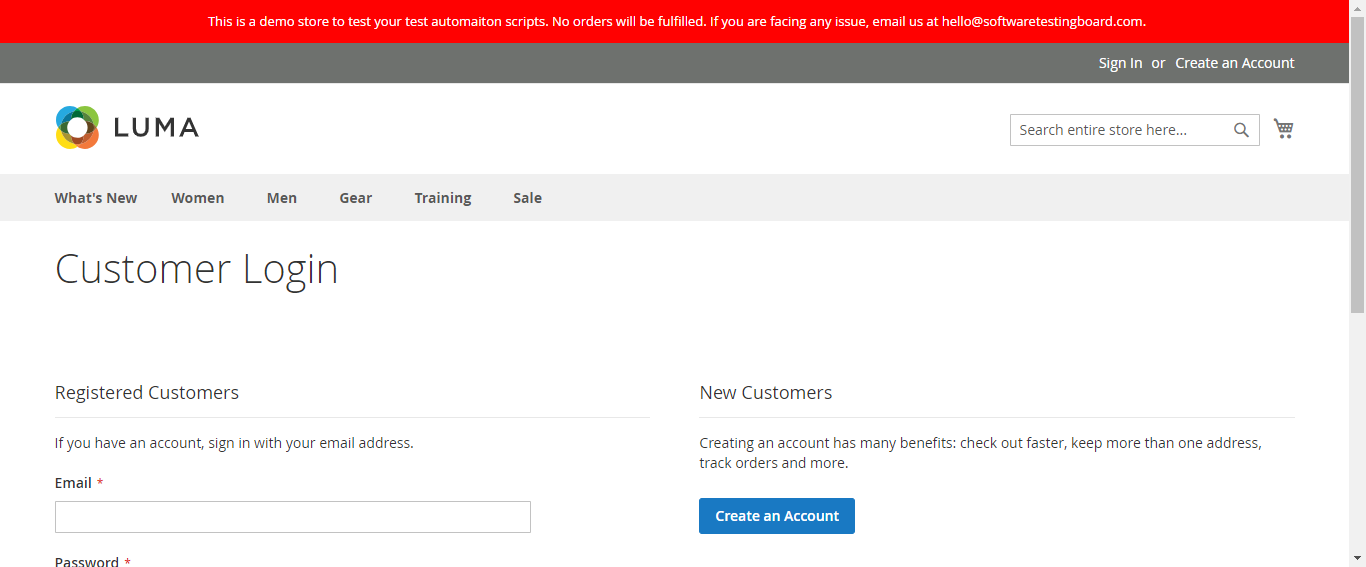 This is a demo store to test your test automaiton scripts. No orders will be fulfilled. If you are facing any issue, email us at hello@softwaretestingboard.com.
Sign In or Create an Account
LUMA
Search entire store here...
What's New Women Men Gear Training Sale
Customer Login
Registered Customers
If you have an account, sign in with your email address.
Email *
Password *
New Customers
Creating an account has many benefits: check out faster, keep more than one address,
track orders and more.
Create an Account